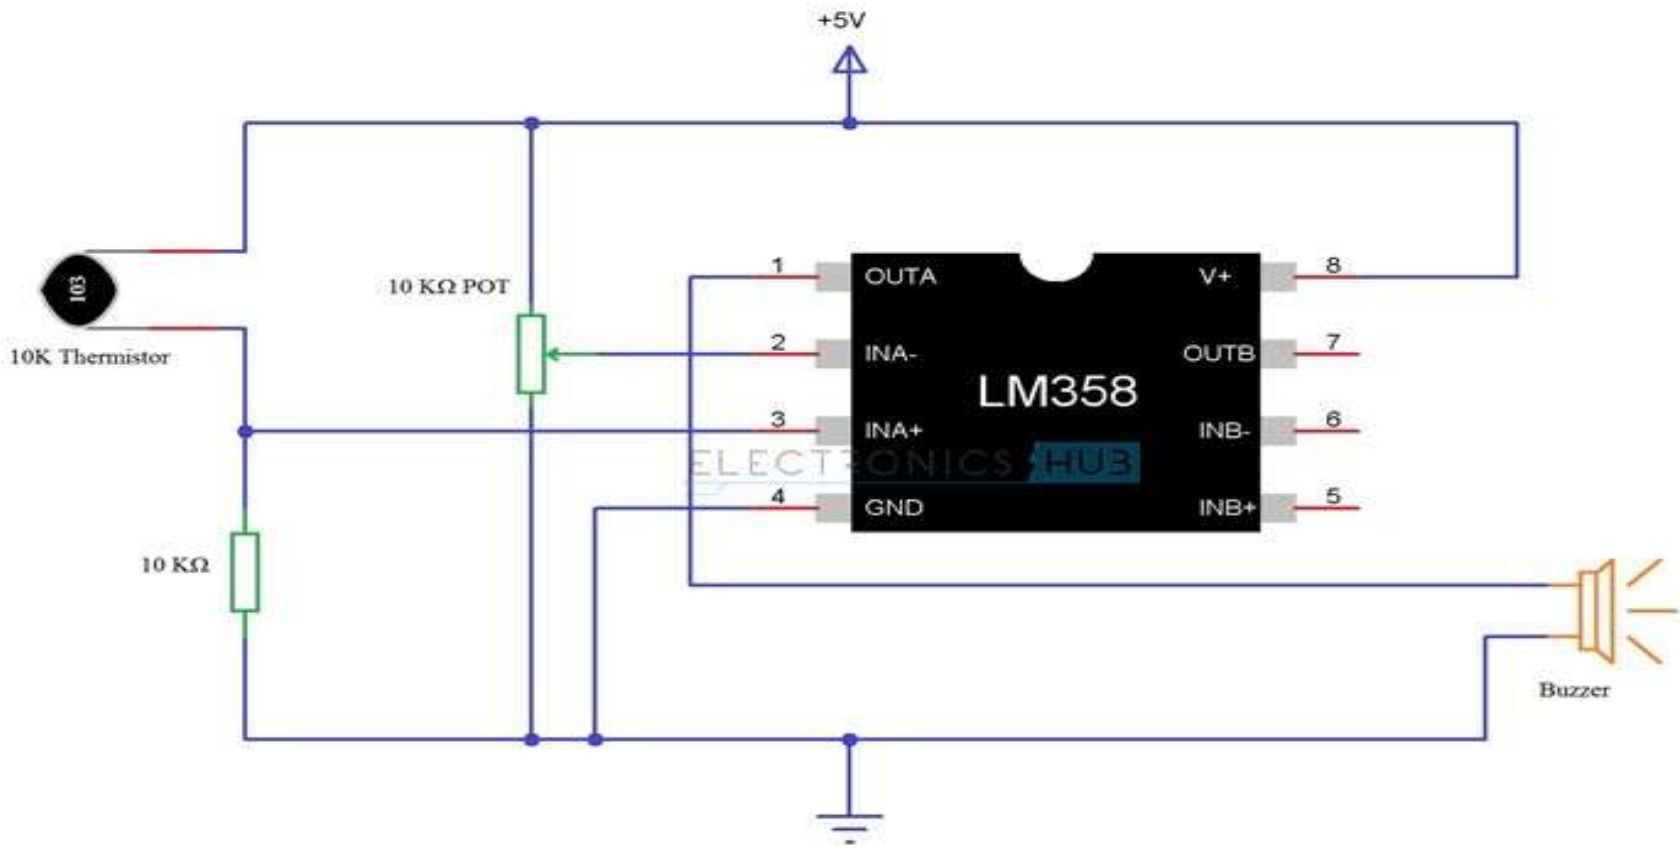 +5V
103
10K Thermistor
10 KΩ POT
10 KΩ
1
2
3
4
OUTA
INA-
INA+
GND
LM358
V+
OUTB
INB-
INB+
8
7
6
5
ELECTRONICS HUB
Buzzer